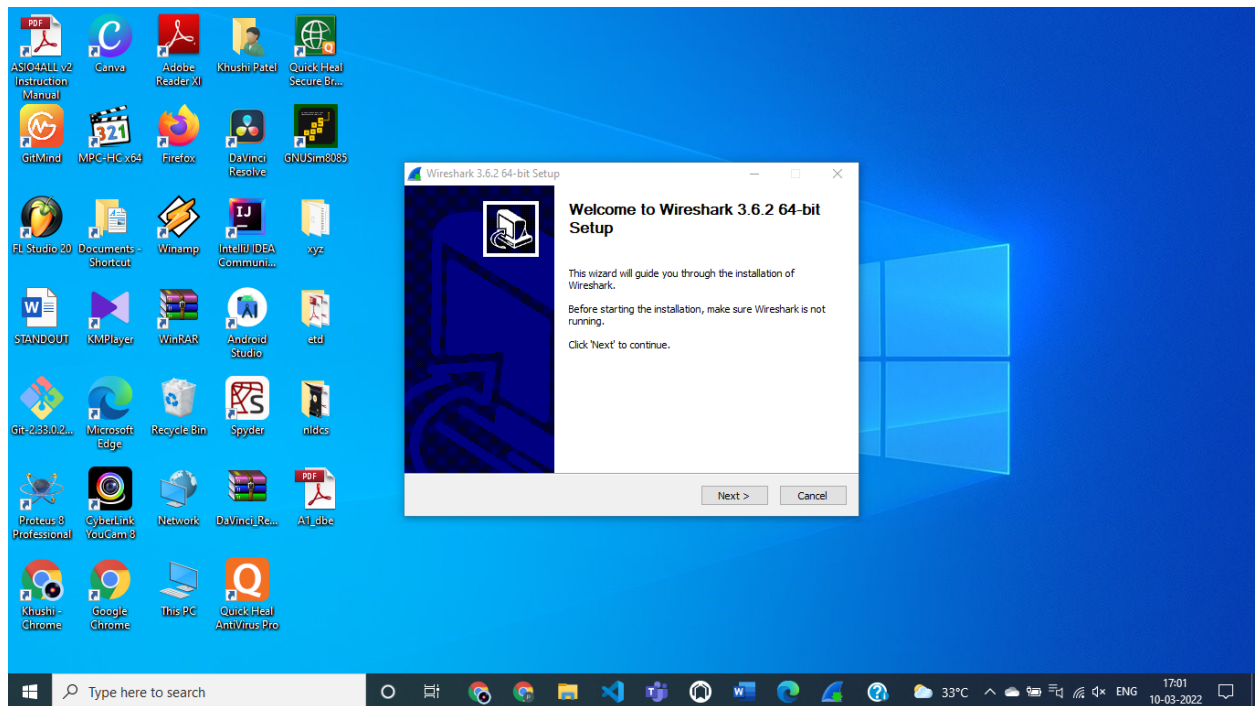 ASIO4ALL v2
Instruction
Manual
Canva
Adobe
Reader XI
Khushi Patel
Quick Heal
Secure Br...
GitMind
MPC-HC x64
Firefox
DaVinci
Resolve
GNUSim8085
FL Studio 20
Documents -
Shortcut
Winamp
IntelliJ IDEA
Communi...
xyz
STANDOUT
KMPlayer
WinRAR
Android
Studio
etd
Git-2.33.0.2...
Microsoft
Edge
Recycle Bin
Spyder
nldcs
Proteus 8
Professional
CyberLink
YouCam 8
Network
DaVinci_Re...
A1_dbe
Khushi -
Chrome
Google
Chrome
This PC
Quick Heal
AntiVirus Pro
Wireshark 3.6.2 64-bit Setup
Welcome to Wireshark 3.6.2 64-bit
Setup
This wizard will guide you through the installation of
Wireshark.
Before starting the installation, make sure Wireshark is not
running.
Click 'Next' to continue.
Next >
Cancel
Type here to search
33°C
ENG
17:01
10-03-2022